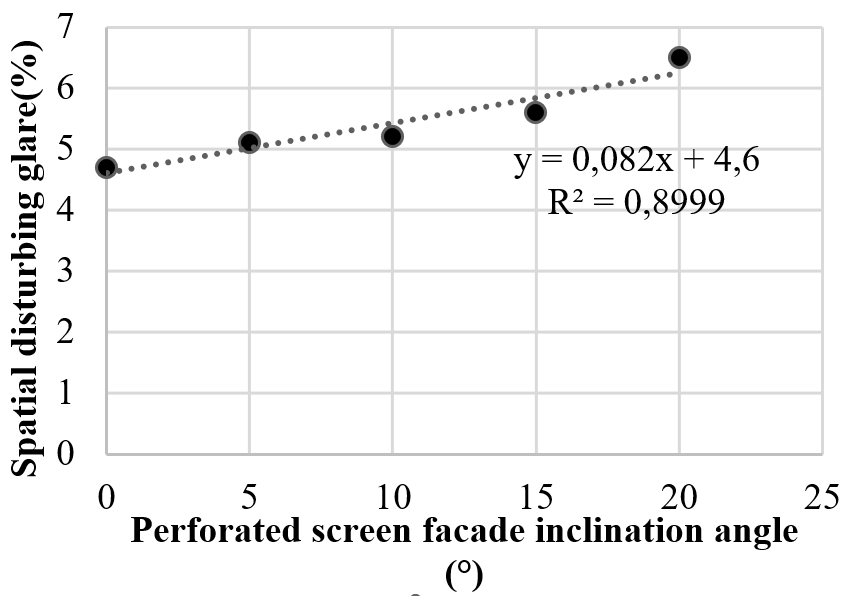 Spatial disturbing glare(%)
7
6
5
4
3
2
1
0
y = 0,082x + 4,6
R² = 0,8999
0 5 10 15 20 25
Perforated screen facade inclination angle
(°)